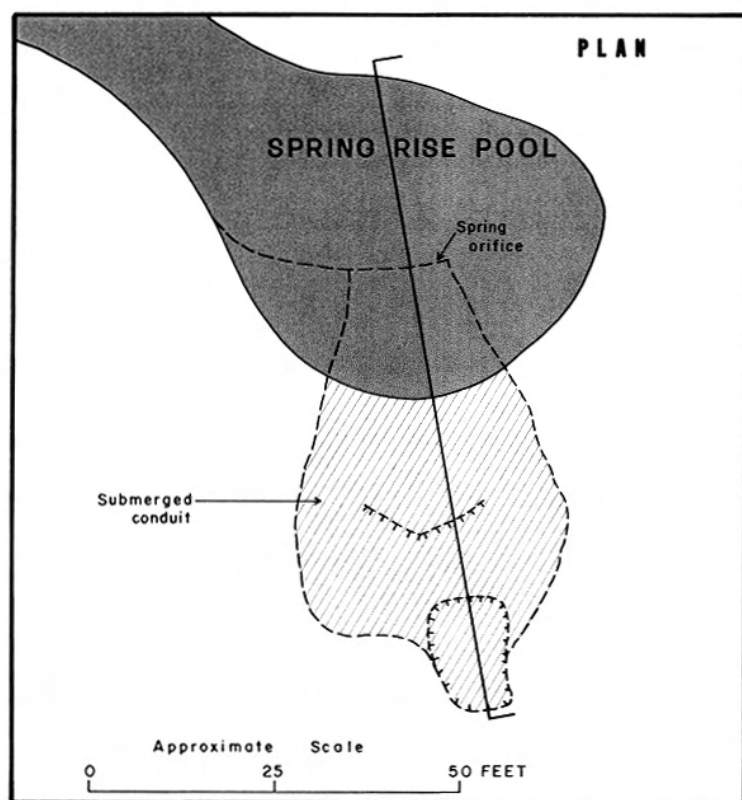 PLAN
SPRING RISE POOL
Spring
orifice
Submerged
conduit
Approximate Scale
0 25 50 FEET